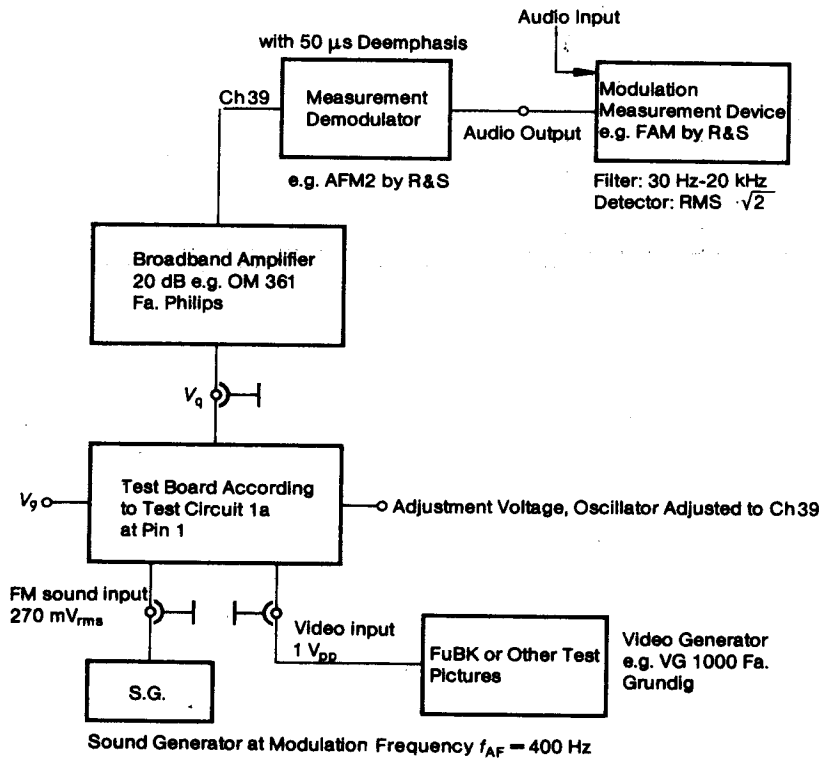 Audio Input
with 50 μs Deemphasis
Ch39
Measurement
Demodulator
Audio Output
Modulation
Measurement Device
e.g. FAM by R&S
e.g. AFM2 by R&S
Filter: 30 Hz-20 kHz
Detector: RMS ·√2
Broadband Amplifier
20 dB e.g. OM 361
Fa. Philips
Vq
V9
Test Board According
to Test Circuit 1a
at Pin 1
Adjustment Voltage, Oscillator Adjusted to Ch39
FM sound input
270 mVrms
Video input
1 Vpp
S.G.
FuBK or Other Test
Pictures
Video Generator
e.g. VG 1000 Fa.
Grundig
Sound Generator at Modulation Frequency fAF = 400 Hz